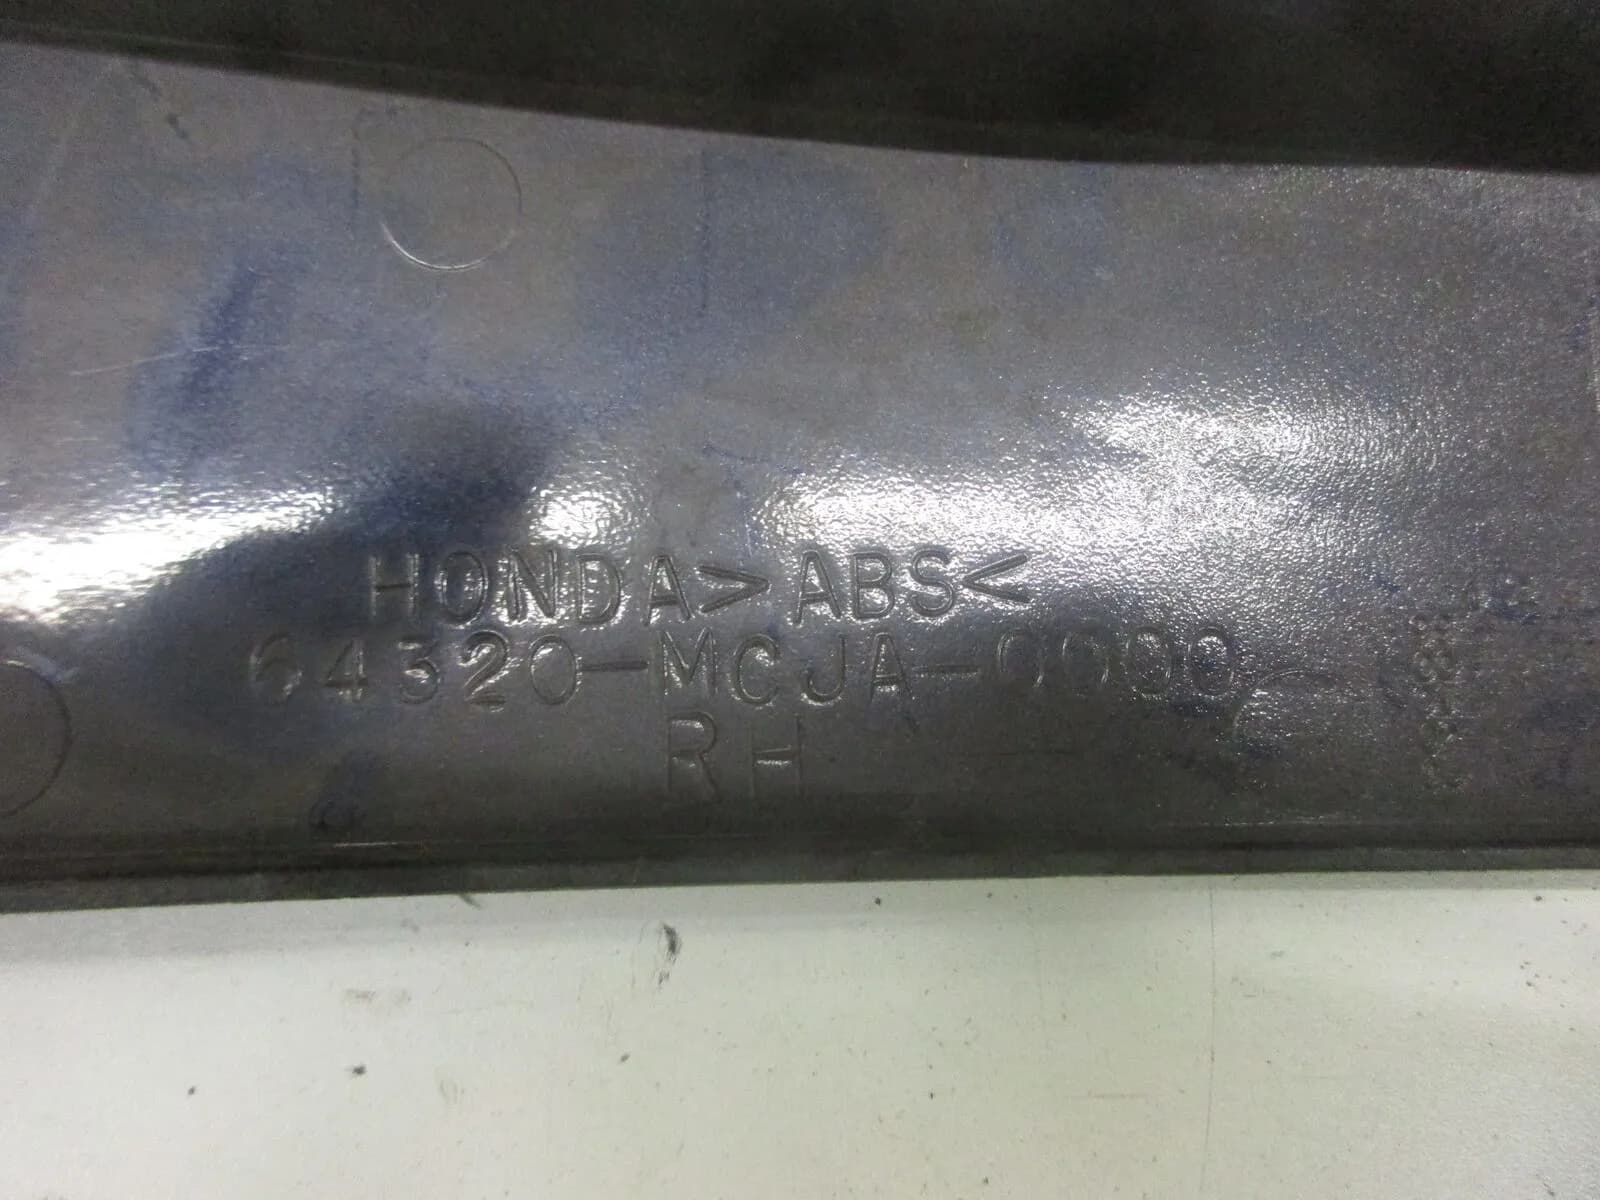 HONDA>ABS<
64320-MCJA-0000
RH